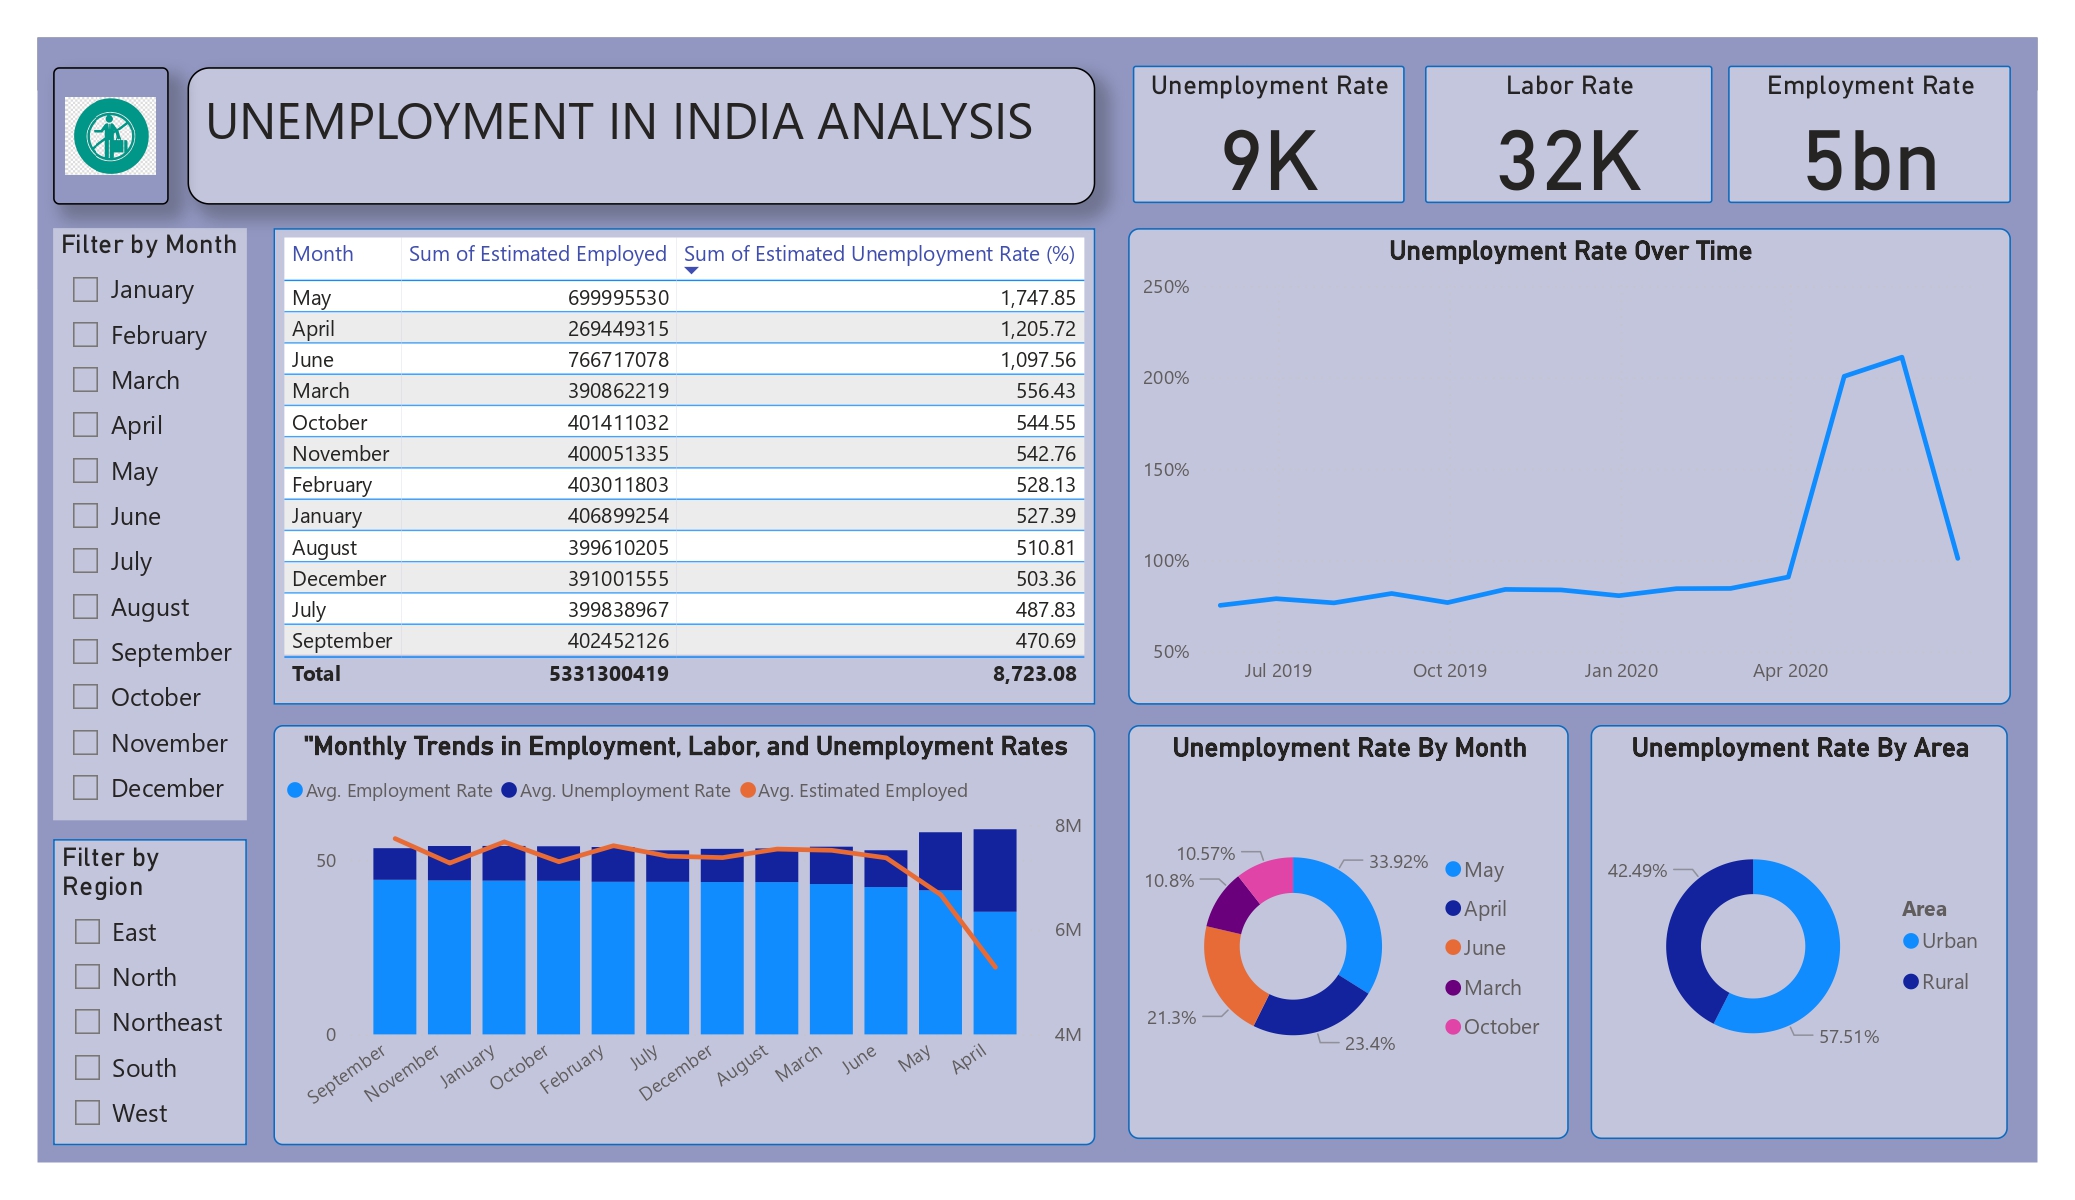 UNEMPLOYMENT IN INDIA ANALYSIS
Unemployment Rate
9K
Labor Rate
32K
Employment Rate
5bn
Filter by Month
January
February
March
April
May
June
July
August
September
October
November
December
Filter by
Region
East
North
Northeast
South
West
Month Sum of Estimated Employed Sum of Estimated Unemployment Rate (%)
May 699995530 1,747.85
April 269449315 1,205.72
June 766717078 1,097.56
March 390862219 556.43
October 401411032 544.55
November 400051335 542.76
February 403011803 528.13
January 406899254 527.39
August 399610205 510.81
December 391001555 503.36
July 399838967 487.83
September 402452126 470.69
Total 5331300419 8,723.08
Unemployment Rate Over Time
250%
200%
150%
100%
50%
Jul 2019 Oct 2019 Jan 2020 Apr 2020
"Monthly Trends in Employment, Labor, and Unemployment Rates
Avg. Employment Rate Avg. Unemployment Rate Avg. Estimated Employed
50
0
8M
6M
4M
September November January October February July December August March June May April
Unemployment Rate By Month
33.92%
23.4%
21.3%
10.8%
10.57%
May
April
June
March
October
Unemployment Rate By Area
42.49%
57.51%
Area
Urban
Rural